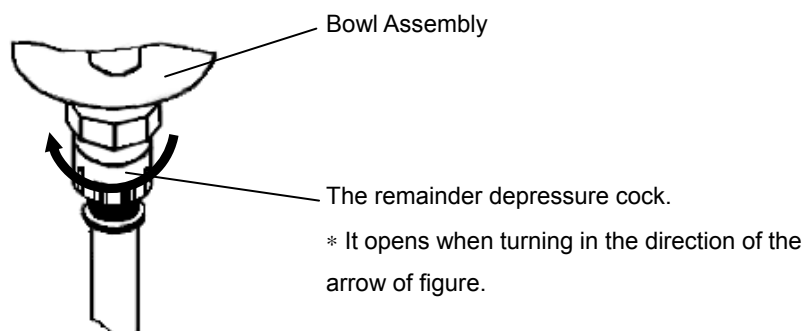 Bowl Assembly
The remainder depressure cock.
* It opens when turning in the direction of the
arrow of figure.